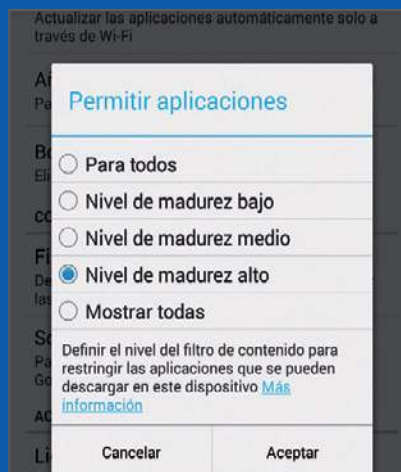 Actualizar las aplicaciones automáticamente solo a
través de Wi-Fi
Permitir aplicaciones
Para todos
Nivel de madurez bajo
Nivel de madurez medio
Nivel de madurez alto
Mostrar todas
Definir el nivel del filtro de contenido para
restringir las aplicaciones que se pueden
descargar en este dispositivo Más
información
Cancelar
Aceptar